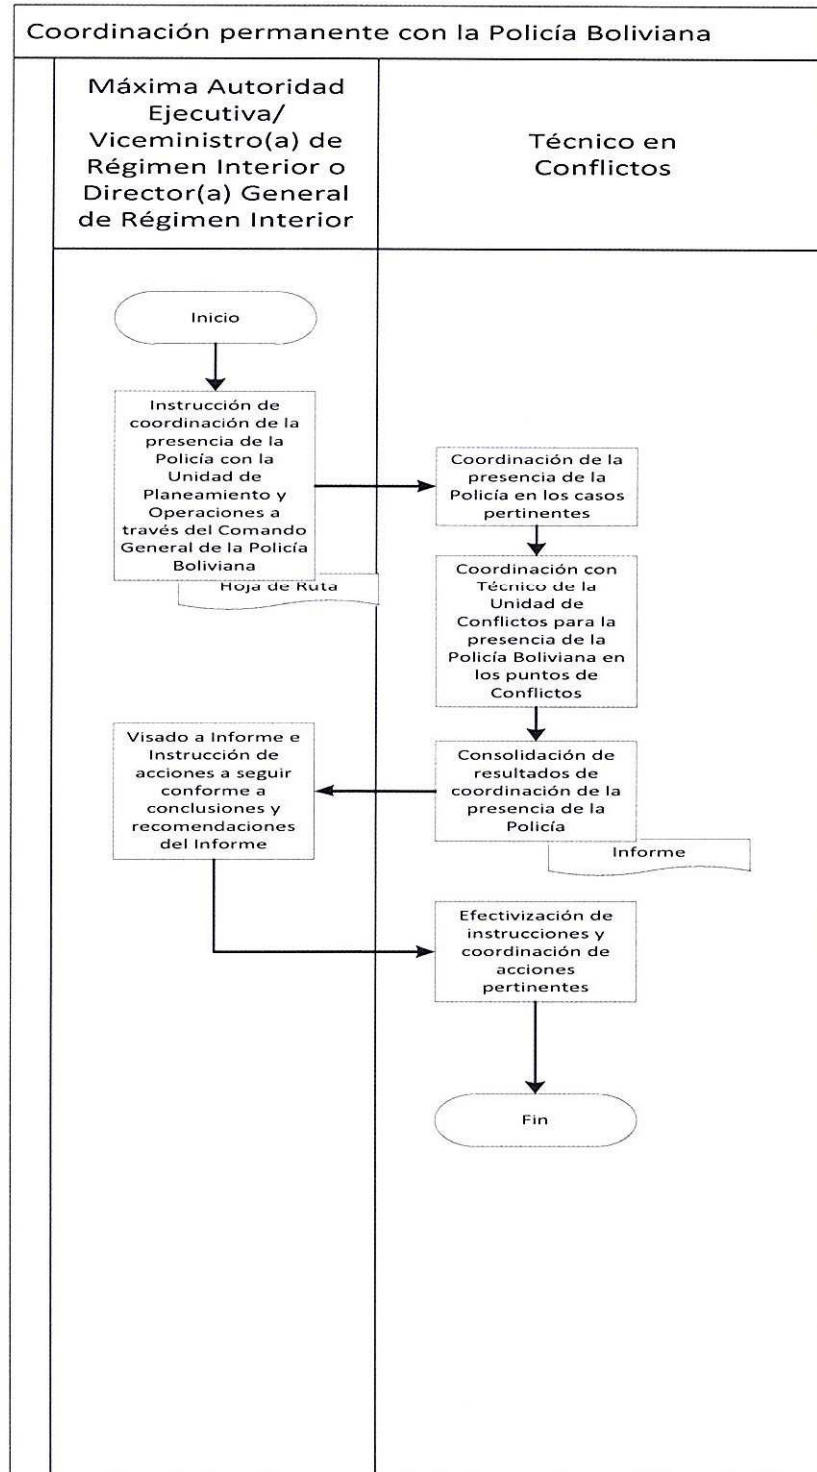 Coordinación permanente con la Policía Boliviana
Máxima Autoridad
Ejecutiva/
Viceministro(a) de
Régimen Interior o
Director(a) General
de Régimen Interior
Técnico en
Conflictos
Inicio
Instrucción de
coordinación de la
presencia de la
Policía con la
Unidad de
Planeamiento y
Operaciones a
través del Comando
General de la Policía
Boliviana
Hoja de Ruta
Coordinación de la
presencia de la
Policía en los casos
pertinentes
Coordinación con
Técnico de la
Unidad de
Conflictos para la
presencia de la
Policía Boliviana en
los puntos de
Conflictos
Consolidación de
resultados de
coordinación de la
presencia de la
Policía
Informe
Visado a Informe e
Instrucción de
acciones a seguir
conforme a
conclusiones y
recomendaciones
del Informe
Efectivización de
instrucciones y
coordinación de
acciones
pertinentes
Fin